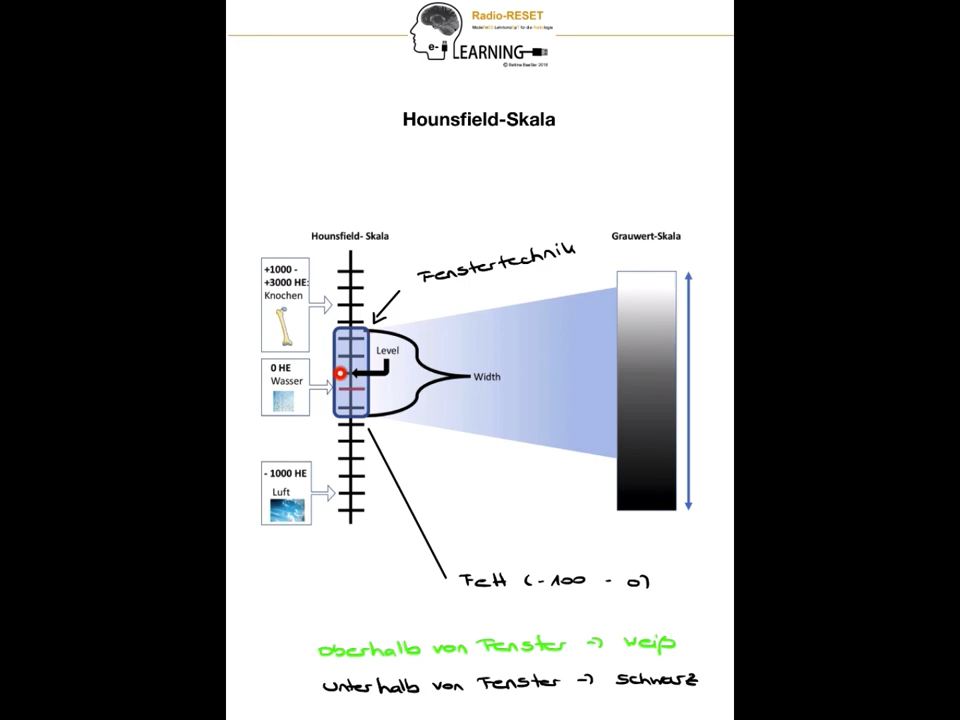 Radio-RESET
e-LEARNING
Hounsfield-Skala
Hounsfield- Skala
Grauwert-Skala
Fenstertechnik
+1000 -
+3000 HE:
Knochen
Level
0 HE
Wasser
Width
- 1000 HE
Luft
Fett (-100 - 0)
oberhalb von Fenster -> weiß
unterhalb von Fenster -> schwarz